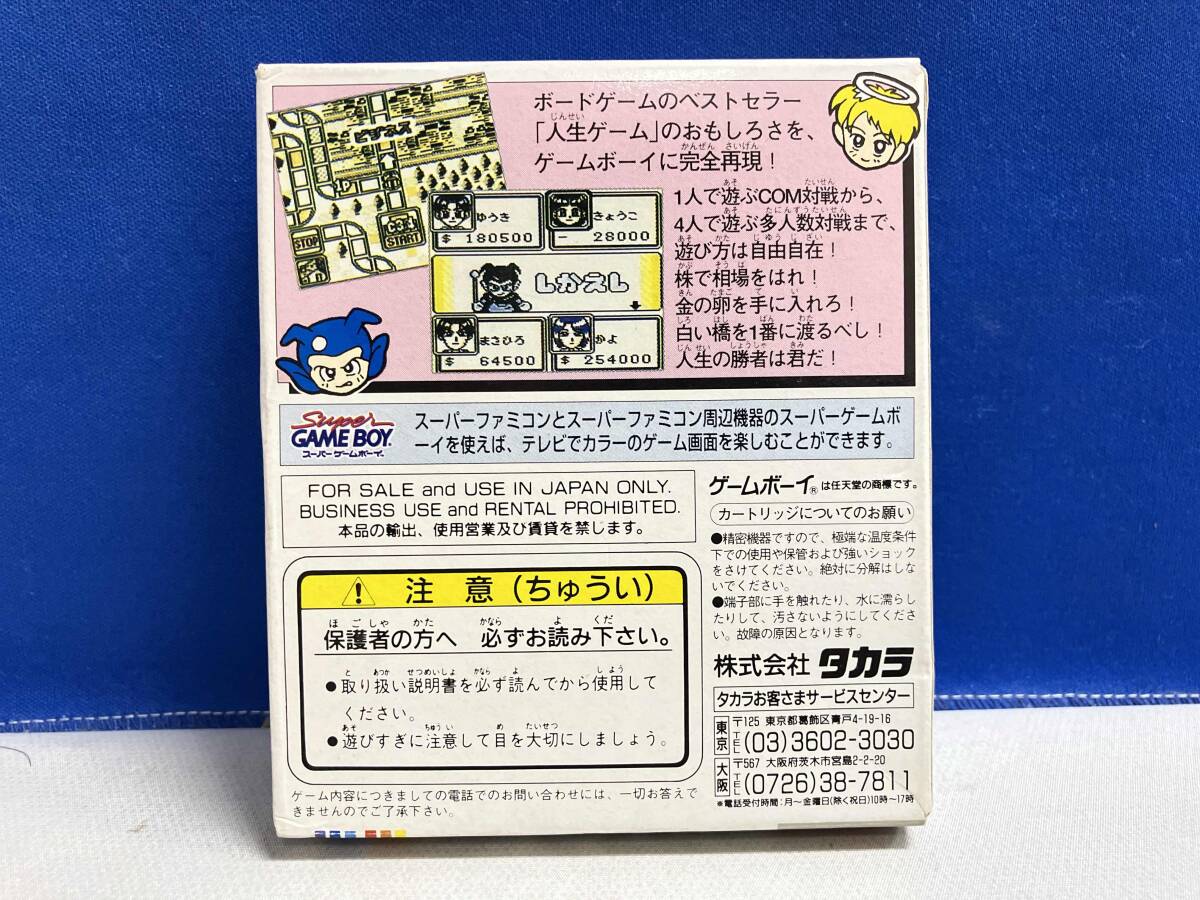 ボードゲームのベストセラー
「人生ゲーム」のおもしろさを、
ゲームボーイに完全再現！
1人で遊ぶCOM対戦から、
4人で遊ぶ多人数対戦まで、
遊び方は自由自在！
株で相場をはれ！
金の卵を手に入れろ！
白い橋を1番に渡るべし！
人生の勝者は君だ！
ビジネス
STOP
START
ゆうき
$ 180500
きょうこ
- 28000
しかえし
まさひろ
$ 64500
かよ
$ 254000
Super
GAME BOY
スーパーゲームボーイ
スーパーファミコンとスーパーファミコン周辺機器のスーパーゲームボ
ーイを使えば、テレビでカラーのゲーム画面を楽しむことができます。
FOR SALE and USE IN JAPAN ONLY.
BUSINESS USE and RENTAL PROHIBITED.
本品の輸出、使用営業及び賃貸を禁じます。
注意（ちゅうい）
保護者の方へ 必ずお読み下さい。
●取り扱い説明書を必ず読んでから使用して
ください。
●遊びすぎに注意して目を大切にしましょう。
ゲーム内容につきましての電話でのお問い合わせには、一切お答えで
きませんのでご了承下さい。
ゲームボーイ®は任天堂の商標です。
カートリッジについてのお願い
●精密機器ですので、極端な温度条件
下での使用や保管および強いショック
をさけてください。絶対に分解はしな
いでください。
●端子部に手を触れたり、水に濡らし
たりして、汚さないようにしてくださ
い。故障の原因となります。
株式会社 タカラ
タカラお客さまサービスセンター
東京 〒125 東京都葛飾区青戸4-19-16
TEL (03)3602-3030
大阪 〒567 大阪府茨木市宮島2-2-20
TEL (0726)38-7811
※電話受付時間：月〜金曜日（除く祝日）10時〜17時